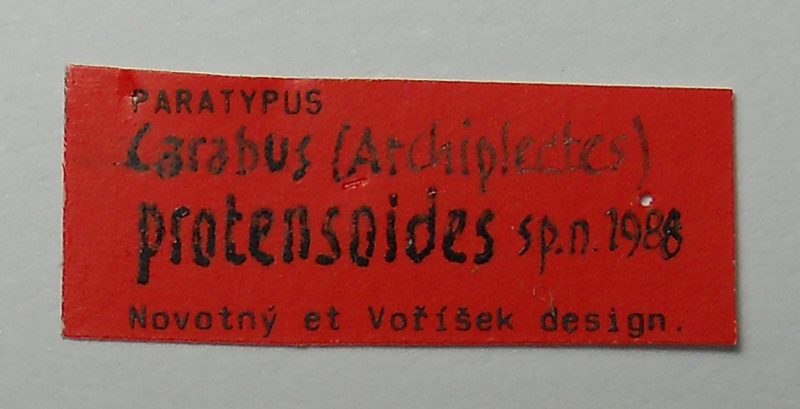 PARATYPUS
Carabus (Archiplectes)
protensoides sp.n. 1988
Novotný et Voříšek design.